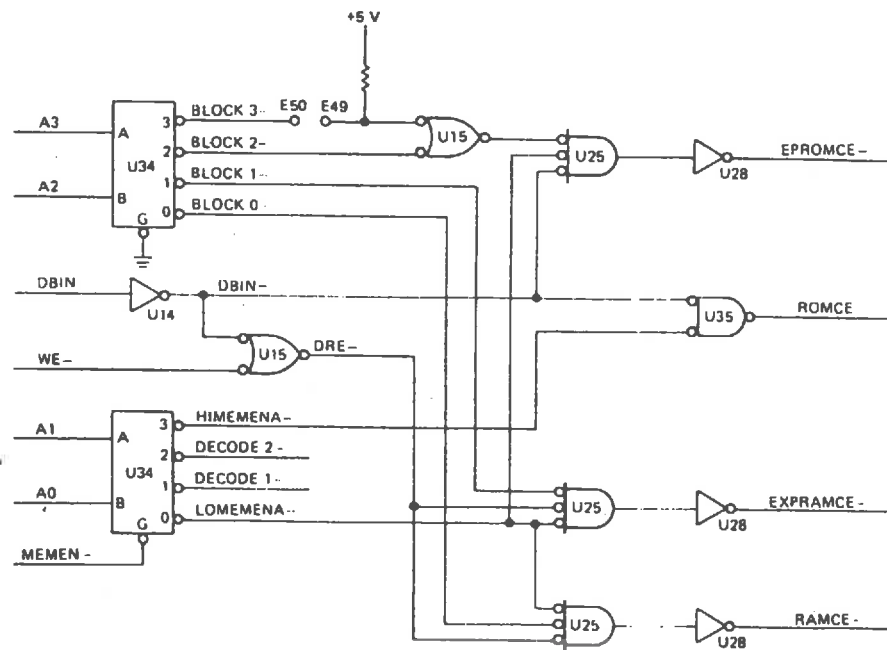 +5 V
BLOCK 3-
E50
E49
A3
A
3
U15
BLOCK 2-
2
U34
U25
EPROMCE-
BLOCK 1-
1
U28
A2
B
BLOCK 0
0
G
DBIN
DBIN-
U14
U35
ROMCE
U15
DRE-
WE-
A1
A
3
HIMEMENA-
DECODE 2-
2
U34
DECODE 1-
1
A0
B
LOMEMENA-
0
G
U25
EXPRAMCE-
U28
MEMEN-
U25
RAMCE-
U28